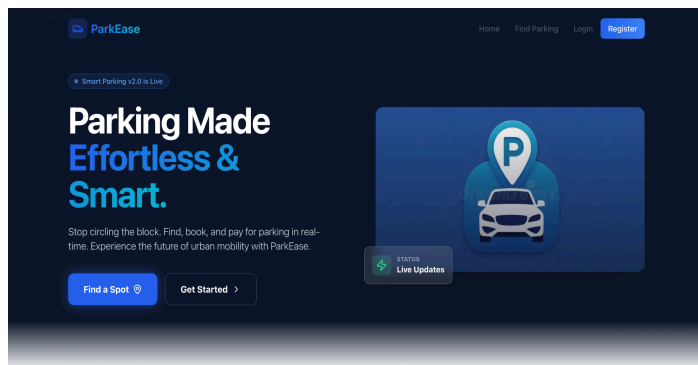 ParkEase
Home Find Parking Login Register
Smart Parking v2.0 is Live
Parking Made
Effortless &
Smart.
Stop circling the block. Find, book, and pay for parking in real-
time. Experience the future of urban mobility with ParkEase.
Find a Spot
Get Started
P
STATUS
Live Updates